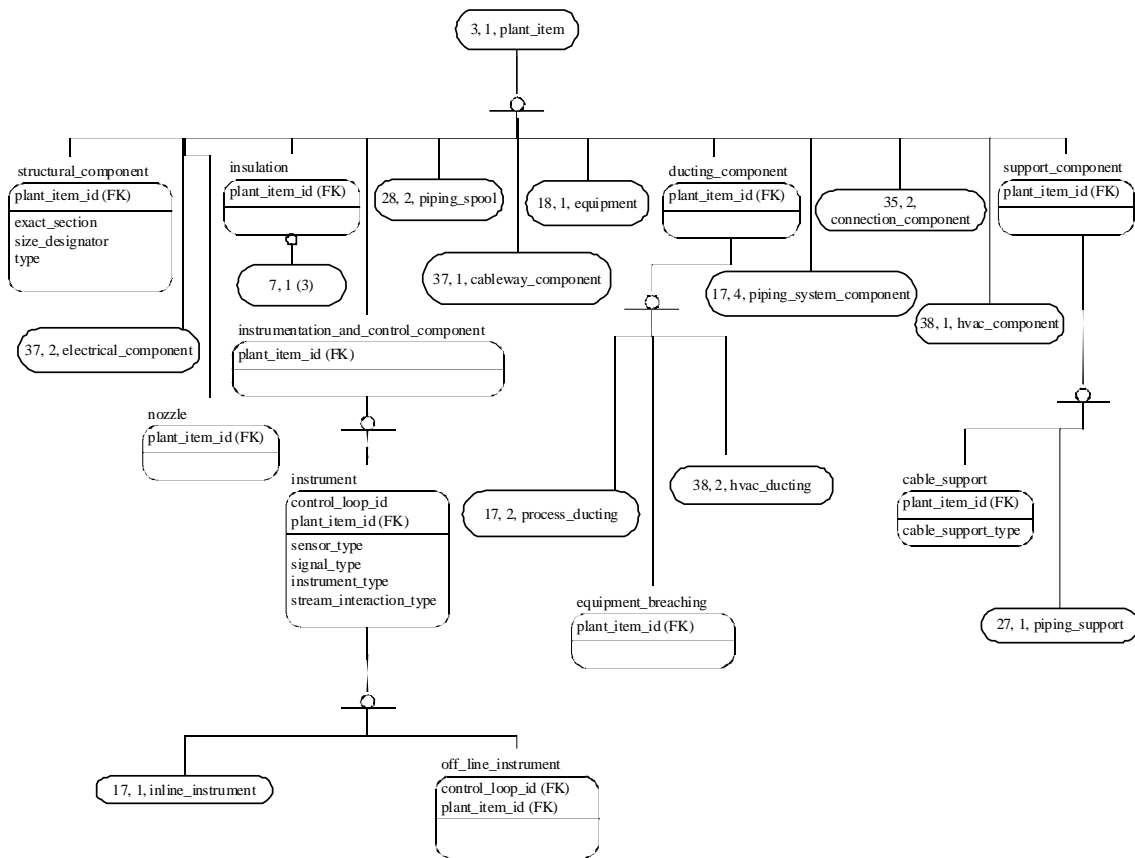 3, 1, plant_item
structural_component
plant_item_id (FK)
exact_section
size_designator
type
insulation
plant_item_id (FK)
28, 2, piping_spool
18, 1, equipment
ducting_component
plant_item_id (FK)
35, 2,
connection_component
support_component
plant_item_id (FK)
7, 1 (3)
37, 1, cableway_component
17, 4, piping_system_component
38, 1, hvac_component
37, 2, electrical_component
instrumentation_and_control_component
plant_item_id (FK)
nozzle
plant_item_id (FK)
instrument
control_loop_id
plant_item_id (FK)
sensor_type
signal_type
instrument_type
stream_interaction_type
17, 2, process_ducting
38, 2, hvac_ducting
cable_support
plant_item_id (FK)
cable_support_type
equipment_breaching
plant_item_id (FK)
27, 1, piping_support
17, 1, inline_instrument
off_line_instrument
control_loop_id (FK)
plant_item_id (FK)